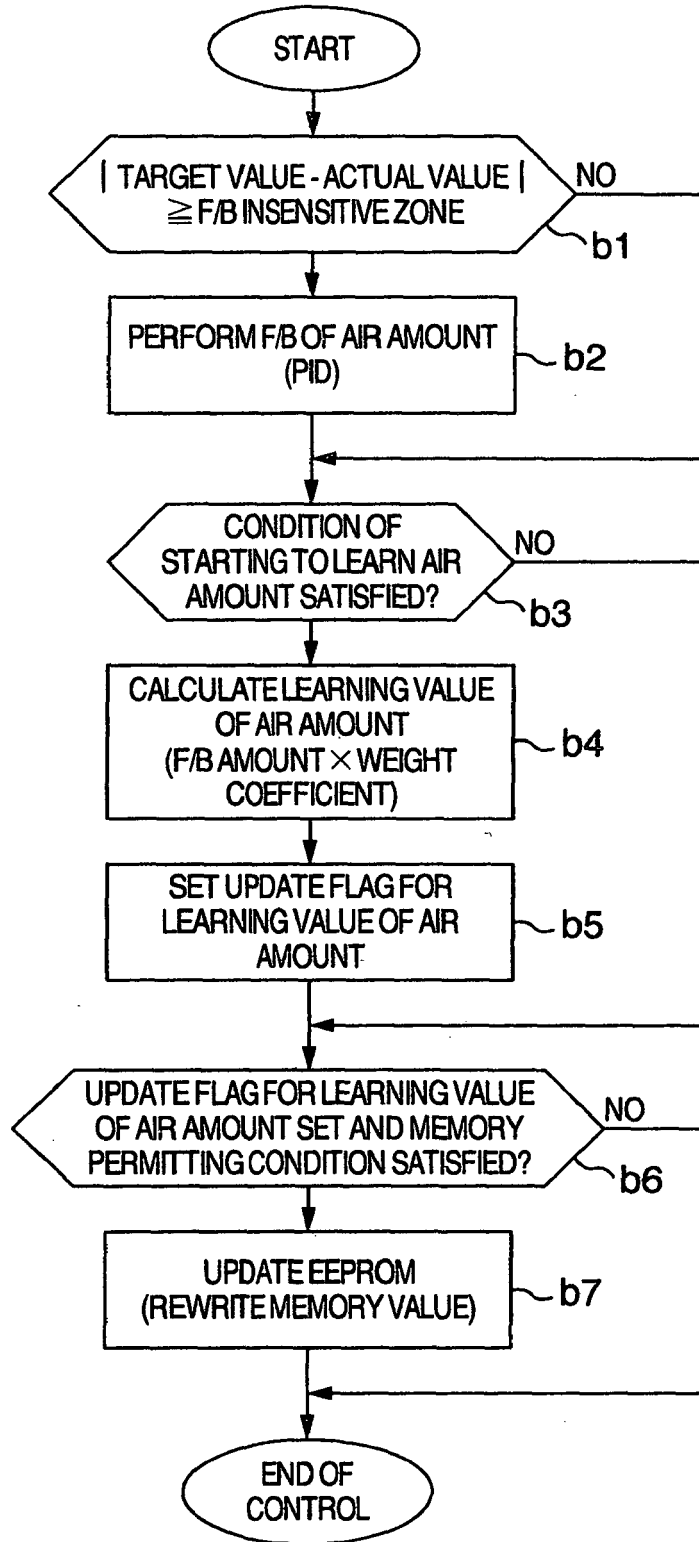 START
| TARGET VALUE - ACTUAL VALUE |
≧ F/B INSENSITIVE ZONE
NO
b1
PERFORM F/B OF AIR AMOUNT
(PID)
b2
CONDITION OF
STARTING TO LEARN AIR
AMOUNT SATISFIED?
NO
b3
CALCULATE LEARNING VALUE
OF AIR AMOUNT
(F/B AMOUNT × WEIGHT
COEFFICIENT)
b4
SET UPDATE FLAG FOR
LEARNING VALUE OF AIR
AMOUNT
b5
UPDATE FLAG FOR LEARNING VALUE
OF AIR AMOUNT SET AND MEMORY
PERMITTING CONDITION SATISFIED?
NO
b6
UPDATE EEPROM
(REWRITE MEMORY VALUE)
b7
END OF
CONTROL